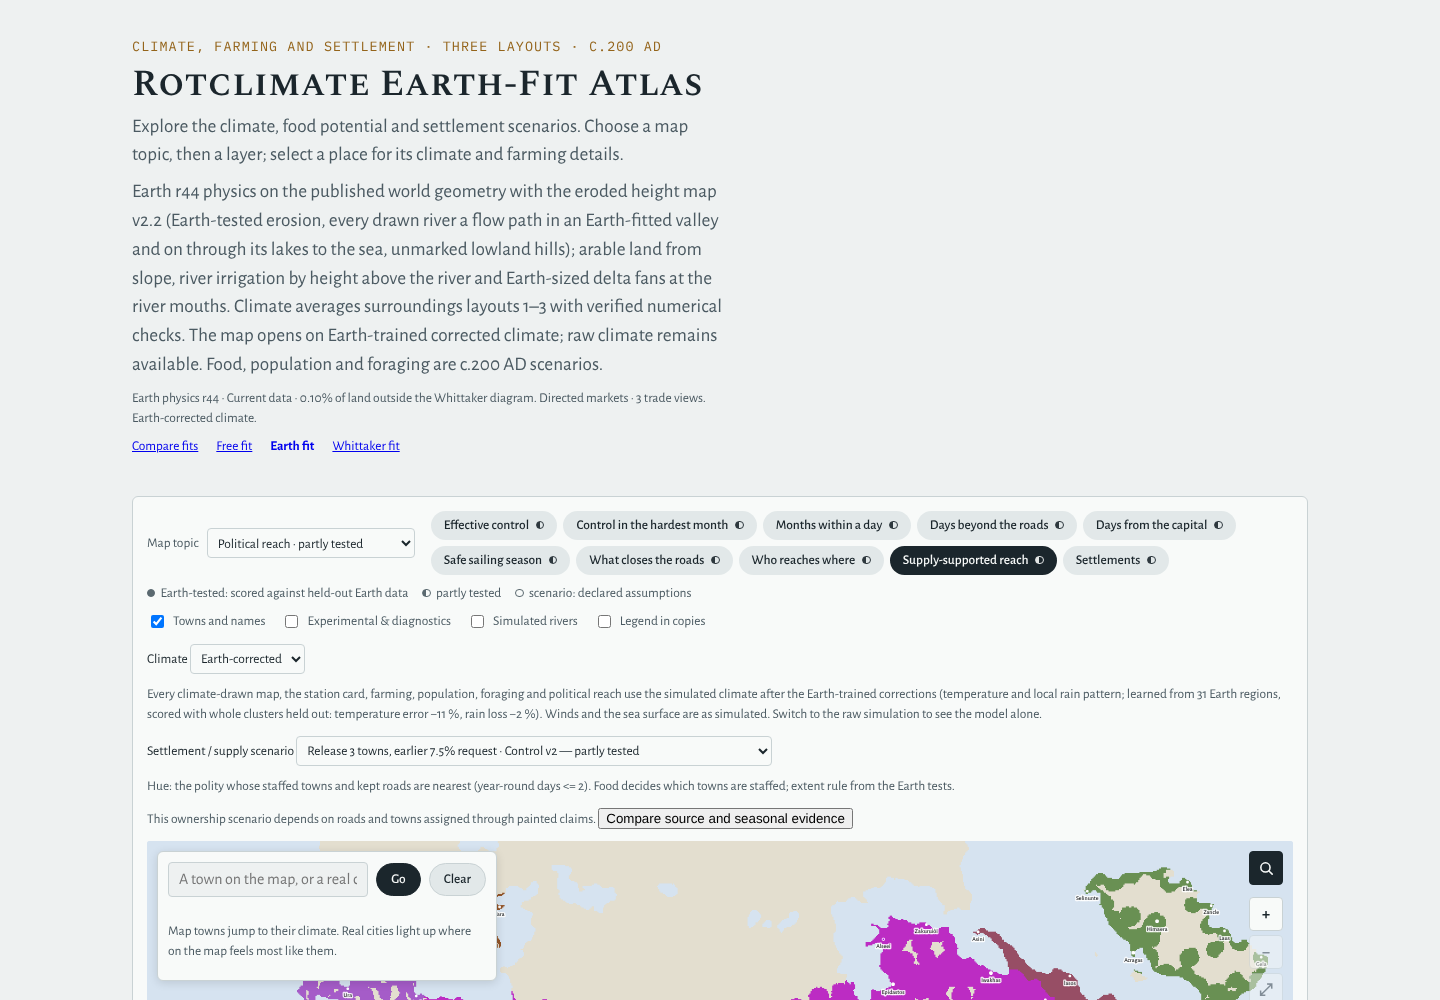 CLIMATE, FARMING AND SETTLEMENT · THREE LAYOUTS · C.200 AD
Rotclimate Earth-Fit Atlas
Explore the climate, food potential and settlement scenarios. Choose a map
topic, then a layer; select a place for its climate and farming details.
Earth r44 physics on the published world geometry with the eroded height map
v2.2 (Earth-tested erosion, every drawn river a flow path in an Earth-fitted valley
and on through its lakes to the sea, unmarked lowland hills); arable land from
slope, river irrigation by height above the river and Earth-sized delta fans at the
river mouths. Climate averages surroundings layouts 1–3 with verified numerical
checks. The map opens on Earth-trained corrected climate; raw climate remains
available. Food, population and foraging are c.200 AD scenarios.
Earth physics r44 · Current data · 0.10% of land outside the Whittaker diagram. Directed markets · 3 trade views.
Earth-corrected climate.
Compare fits Free fit Earth fit Whittaker fit
Map topic Political reach · partly tested
Effective control Control in the hardest month Months within a day Days beyond the roads Days from the capital
Safe sailing season What closes the roads Who reaches where Supply-supported reach Settlements
Earth-tested: scored against held-out Earth data partly tested scenario: declared assumptions
Towns and names Experimental & diagnostics Simulated rivers Legend in copies
Climate Earth-corrected
Every climate-drawn map, the station card, farming, population, foraging and political reach use the simulated climate after the Earth-trained corrections (temperature and local rain pattern; learned from 31 Earth regions,
scored with whole clusters held out: temperature error −11 %, rain loss −2 %). Winds and the sea surface are as simulated. Switch to the raw simulation to see the model alone.
Settlement / supply scenario Release 3 towns, earlier 7.5% request · Control v2 — partly tested
Hue: the polity whose staffed towns and kept roads are nearest (year-round days <= 2). Food decides which towns are staffed; extent rule from the Earth tests.
This ownership scenario depends on roads and towns assigned through painted claims. Compare source and seasonal evidence
A town on the map, or a real c Go Clear
Map towns jump to their climate. Real cities light up where
on the map feels most like them.
+
−
Elea
Selinunte
Zancle
Himaera
Laus
Acragas
Asini
Alseei
Iasos
Epidamos
Ura